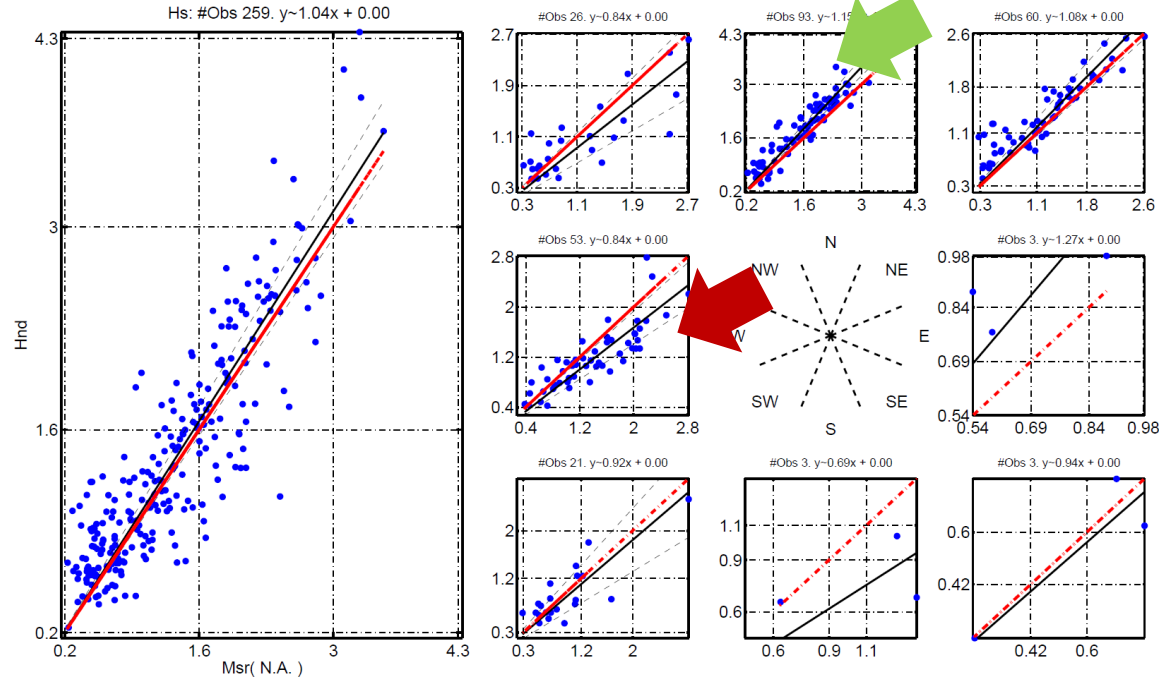 Hs: #Obs 259. y~1.04x + 0.00
4.3
3
1.6
0.2
0.2 1.6 3 4.3
Hnd
Msr( N.A. )
#Obs 26. y~0.84x + 0.00
2.7
1.9
1.1
0.3
0.3 1.1 1.9 2.7
#Obs 93.
4.3
3
1.6
0.2
0.2 1.6 3 4.3
#Obs 60. y~1.08x + 0.00
2.6
1.8
1.1
0.3
0.3 1.1 1.8 2.6
#Obs 53. y~0.84x + 0.00
2.8
2
1.2
0.4
0.4 1.2 2 2.8
N
NW NE
W E
SW SE
S
#Obs 3. y~1.27x + 0.00
0.98
0.84
0.69
0.54
0.54 0.69 0.84 0.98
#Obs 21. y~0.92x + 0.00
2
1.2
0.3
0.3 1.2 2
#Obs 3. y~0.69x + 0.00
1.1
0.9
0.6
0.6 0.9 1.1
#Obs 3. y~0.94x + 0.00
0.6
0.42
0.42 0.6